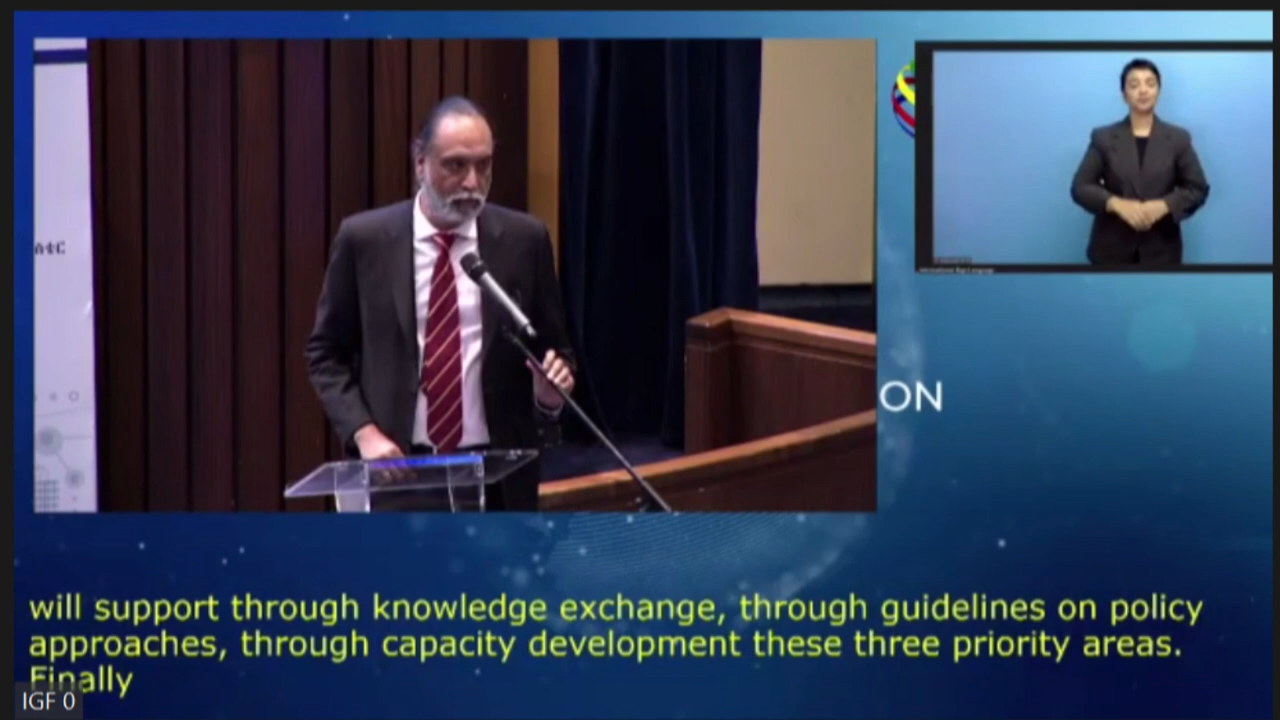 ON
will support through knowledge exchange, through guidelines on policy
approaches, through capacity development these three priority areas.
Finally
IGF 0